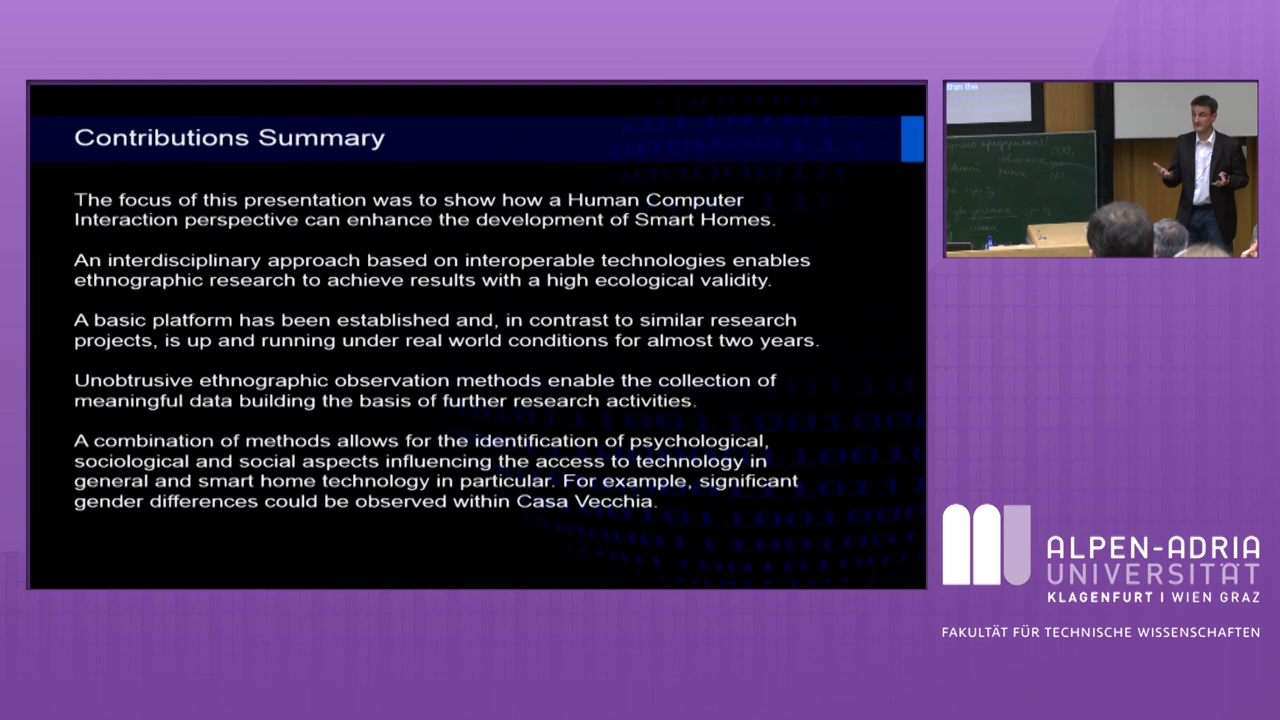 Contributions Summary
The focus of this presentation was to show how a Human Computer
Interaction perspective can enhance the development of Smart Homes.
An interdisciplinary approach based on interoperable technologies enables
ethnographic research to achieve results with a high ecological validity.
A basic platform has been established and, in contrast to similar research
projects, is up and running under real world conditions for almost two years.
Unobtrusive ethnographic observation methods enable the collection of
meaningful data building the basis of further research activities.
A combination of methods allows for the identification of psychological,
sociological and social aspects influencing the access to technology in
general and smart home technology in particular. For example, significant
gender differences could be observed within Casa Vecchia.
thin the
ALPEN-ADRIA
UNIVERSITÄT
KLAGENFURT I WIEN GRAZ
FAKULTÄT FÜR TECHNISCHE WISSENSCHAFTEN